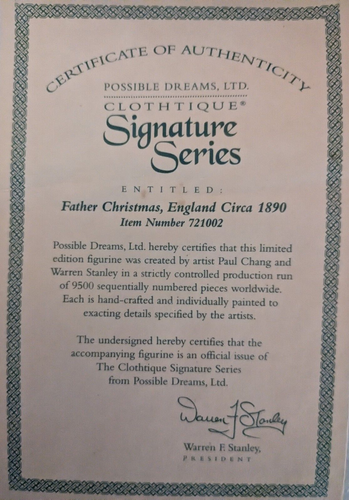 CERTIFICATE OF AUTHENTICITY
POSSIBLE DREAMS, LTD.
CLOTHTIQUE®
Signature
Series
ENTITLED:
Father Christmas, England Circa 1890
Item Number 721002
Possible Dreams, Ltd. hereby certifies that this limited
edition figurine was created by artist Paul Chang and
Warren Stanley in a strictly controlled production run
of 9500 sequentially numbered pieces worldwide.
Each is hand-crafted and individually painted to
exacting details specified by the artists.
The undersigned hereby certifies that the
accompanying figurine is an official issue of
The Clothtique Signature Series
from Possible Dreams, Ltd.
Warren F Stanley
Warren F. Stanley,
PRESIDENT